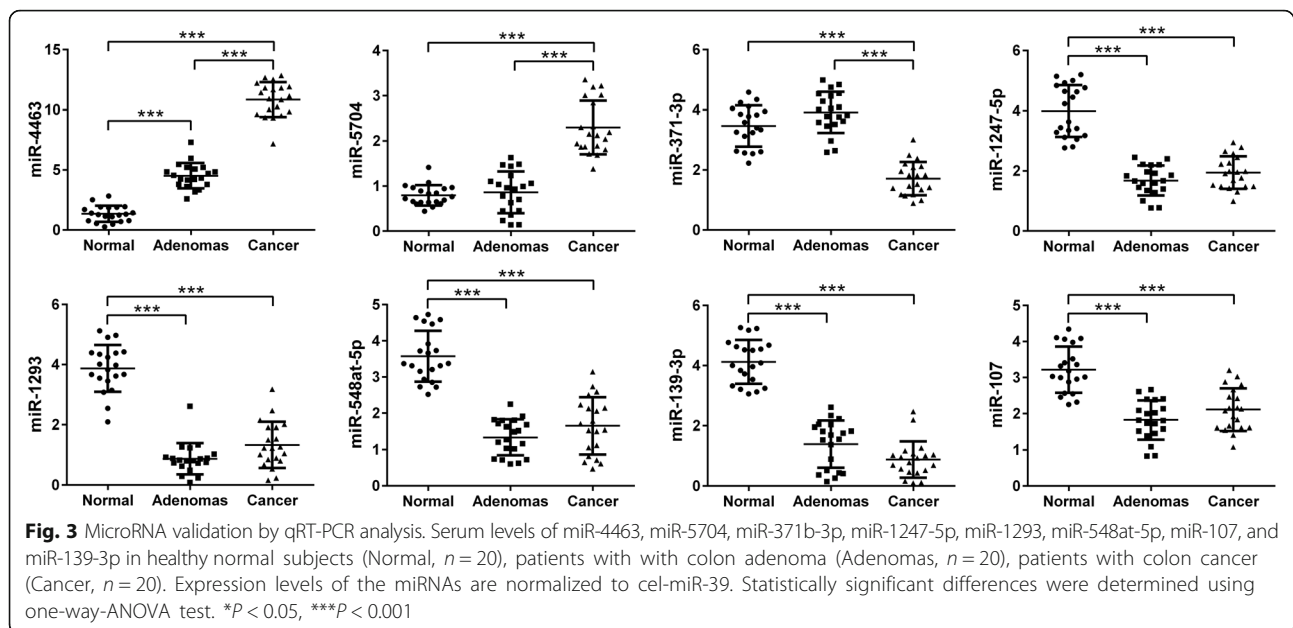 miR-4463
15
10
5
0
***
***
***
Normal Adenomas Cancer
miR-5704
4
3
2
1
0
***
***
Normal Adenomas Cancer
miR-371-3p
6
4
2
0
***
***
Normal Adenomas Cancer
miR-1247-5p
6
4
2
0
***
***
Normal Adenomas Cancer
miR-1293
6
4
2
0
***
***
Normal Adenomas Cancer
miR-548at-5p
5
4
3
2
1
0
***
***
Normal Adenomas Cancer
miR-139-3p
6
4
2
0
***
***
Normal Adenomas Cancer
miR-107
5
4
3
2
1
0
***
***
Normal Adenomas Cancer
Fig. 3 MicroRNA validation by qRT-PCR analysis. Serum levels of miR-4463, miR-5704, miR-371b-3p, miR-1247-5p, miR-1293, miR-548at-5p, miR-107, and
miR-139-3p in healthy normal subjects (Normal, n = 20), patients with with colon adenoma (Adenomas, n = 20), patients with colon cancer
(Cancer, n = 20). Expression levels of the miRNAs are normalized to cel-miR-39. Statistically significant differences were determined using
one-way-ANOVA test. *P < 0.05, ***P < 0.001